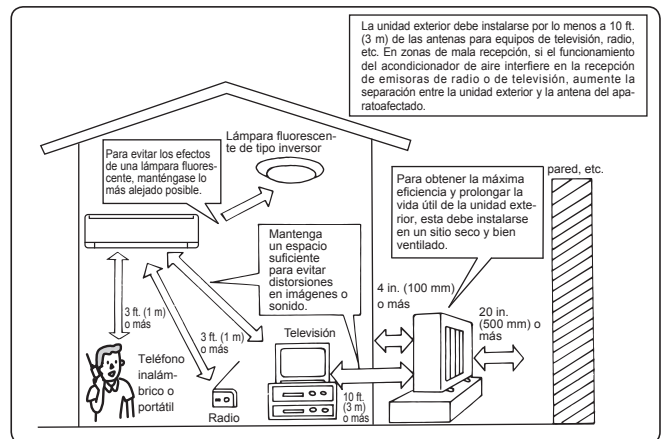 La unidad exterior debe instalarse por lo menos a 10 ft.
(3 m) de las antenas para equipos de televisión, radio,
etc. En zonas de mala recepción, si el funcionamiento
del acondicionador de aire interfiere en la recepción
de emisoras de radio o de televisión, aumente la
separación entre la unidad exterior y la antena del apa-
ratoafectado.
Lámpara fluorescen-
te de tipo inversor
Para evitar los efectos
de una lámpara fluores-
cente, manténgase lo
más alejado posible.
pared, etc.
Para obtener la máxima
eficiencia y prolongar la
vida útil de la unidad exte-
rior, esta debe instalarse
en un sitio seco y bien
ventilado.
Mantenga
un espacio
suficiente
para evitar
distorsiones
en imágenes o
sonido.
4 in. (100 mm)
o más
20 in.
(500 mm) o
más
3 ft. (1 m)
o más
3 ft. (1 m)
o más
Televisión
Teléfono
inalám-
brico o
portátil
Radio
10 ft.
(3 m)
o más